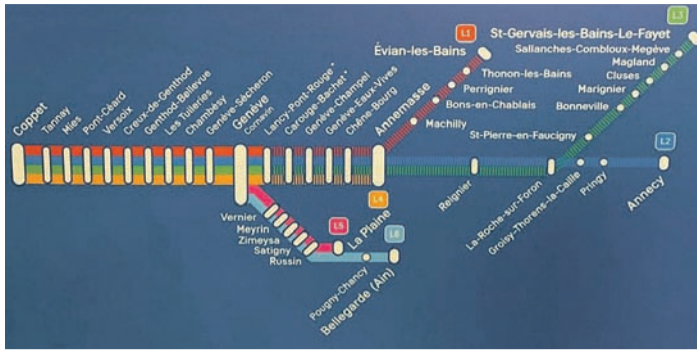 Coppet
Tannay
Mies
Pont-Céard
Versoix
Creux-de-Genthod
Genthod-Bellevue
Les Tuileries
Chambésy
Genève-Sécheron
Genève
Cornavin
Lancy-Pont-Rouge*
Carouge-Bachet*
Genève-Champel
Genève-Eaux-Vives
Chêne-Bourg
Annemasse
L1
Évian-les-Bains
Thonon-les-Bains
Perrignier
Bons-en-Chablais
Machilly
L3
St-Gervais-les-Bains-Le-Fayet
Sallanches-Combloux-Megève
Magland
Cluses
Marignier
Bonneville
St-Pierre-en-Faucigny
L2
Reignier
La-Roche-sur-Foron
Groisy-Thorens-la-Caille
Pringy
Annecy
L4
Vernier
Meyrin
Zimeysa
Satigny
Russin
L5
La Plaine
L6
Pougny-Chancy
Bellegarde (Ain)